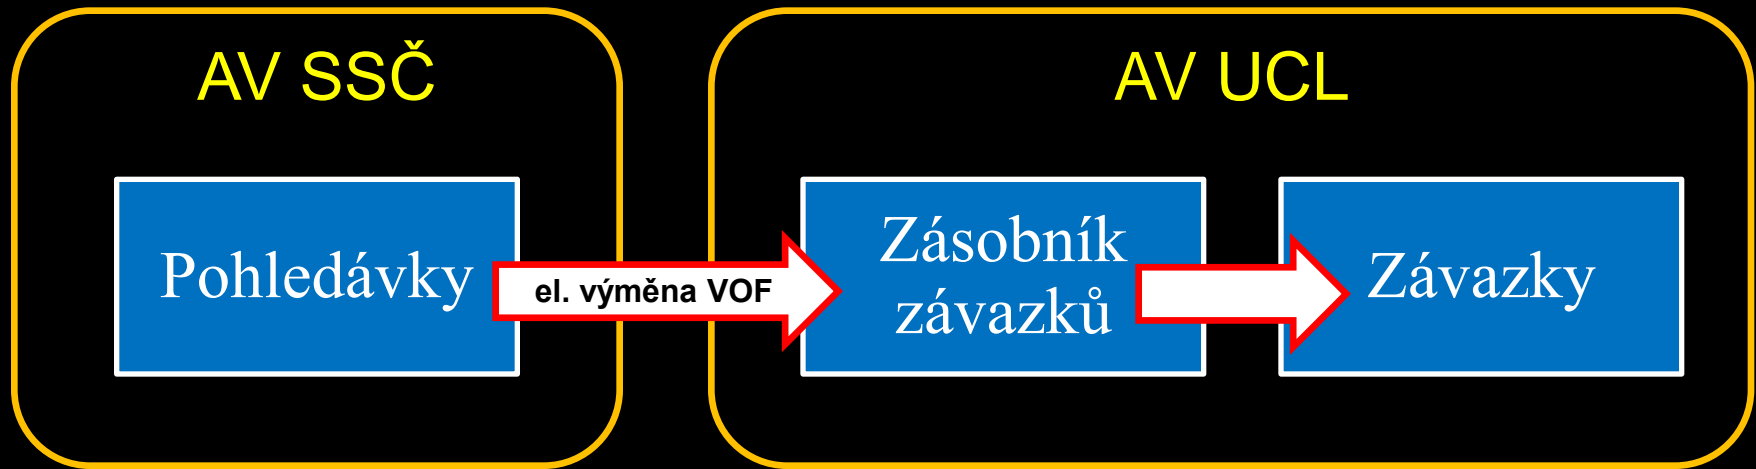 AV SSČ
AV UCL
Pohledávky
el. výměna VOF
Zásobník
závazků
Závazky